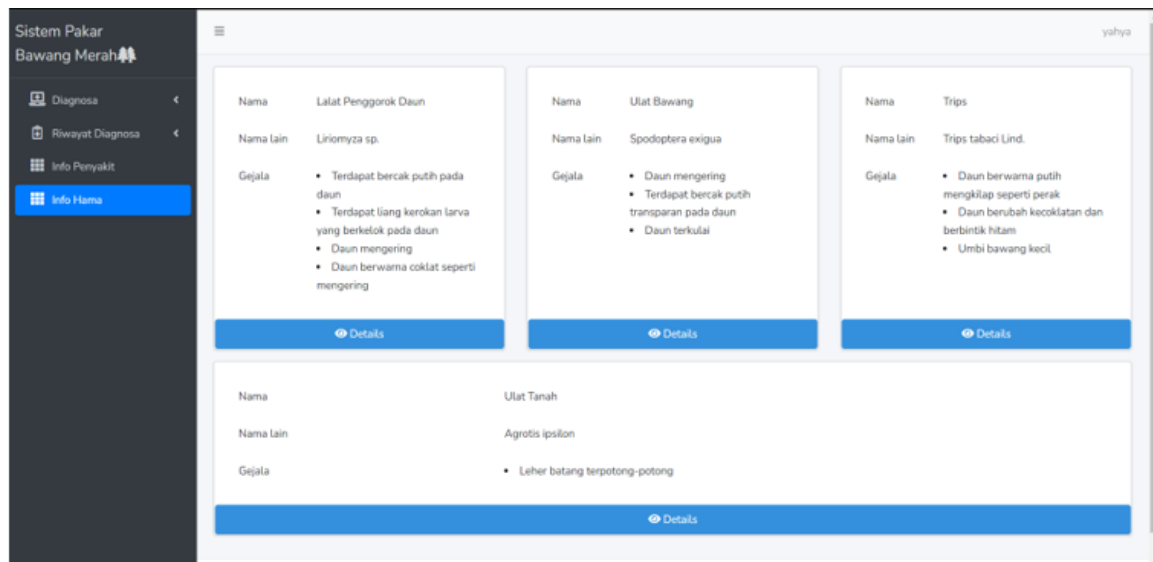 Sistem Pakar
Bawang Merah
yahya
Diagnosa
Riwayat Diagnosa
Info Penyakit
Info Hama
Nama Lalat Penggorok Daun
Nama lain Liriomyza sp.
Gejala • Terdapat bercak putih pada
daun
• Terdapat liang kerokan larva
yang berkelok pada daun
• Daun mengering
• Daun berwarna coklat seperti
mengering
Details
Nama Ulat Bawang
Nama lain Spodoptera exigua
Gejala • Daun mengering
• Terdapat bercak putih
transparan pada daun
• Daun terkulai
Details
Nama Trips
Nama lain Trips tabaci Lind.
Gejala • Daun berwarna putih
mengkilap seperti perak
• Daun berubah kecoklatan dan
berbintik hitam
• Umbi bawang kecil
Details
Nama Ulat Tanah
Nama lain Agrotis ipsilon
Gejala • Leher batang terpotong-potong
Details